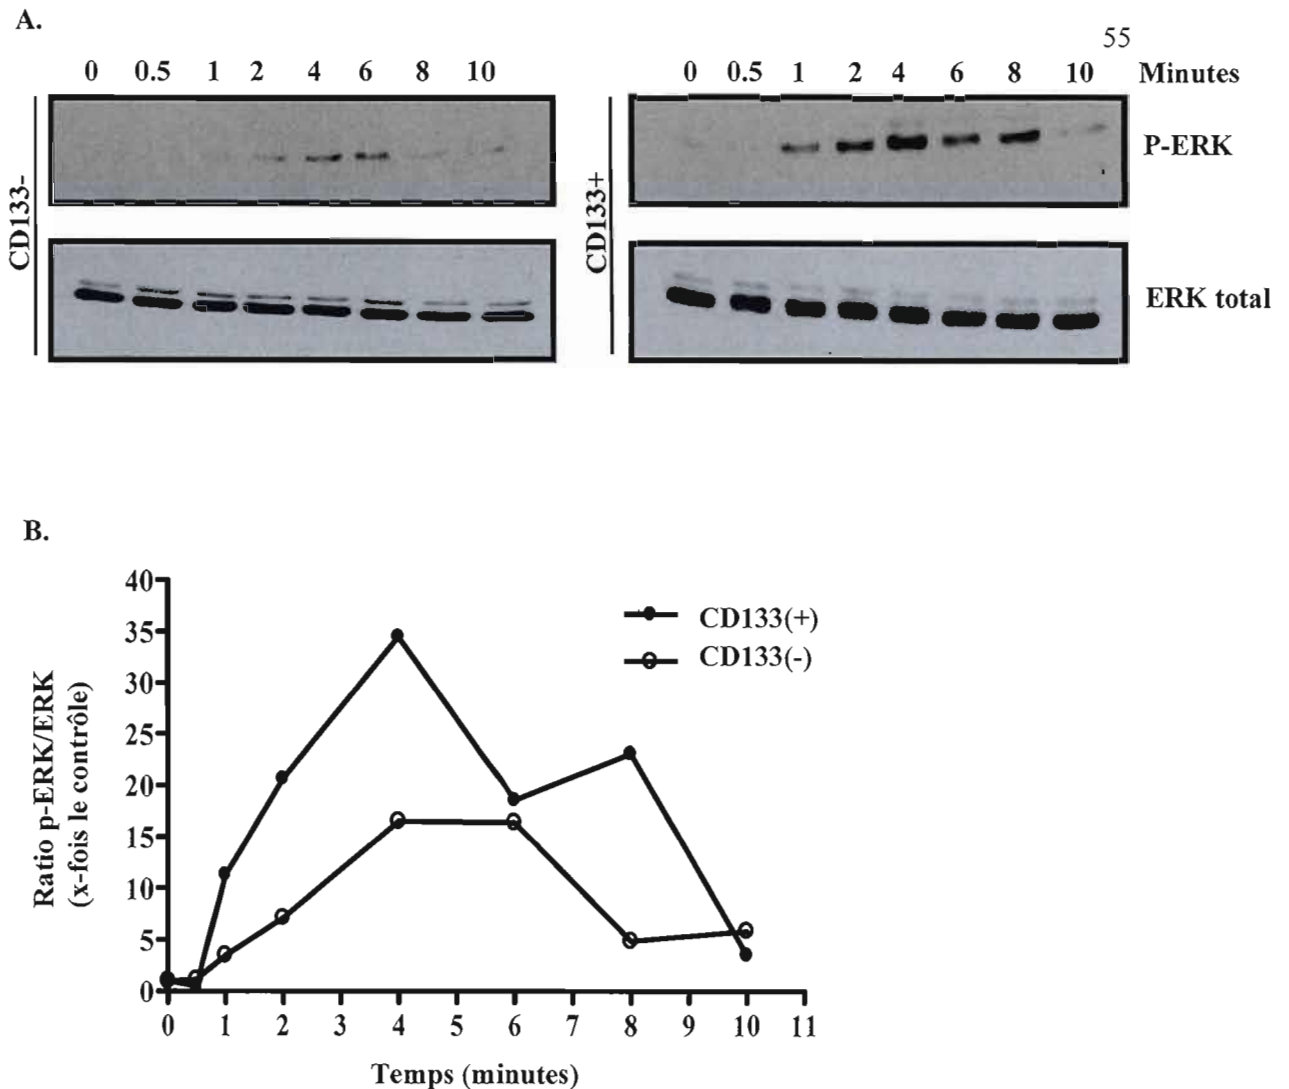 A.
55
0 0.5 1 2 4 6 8 10
0 0.5 1 2 4 6 8 10 Minutes
CD133-
CD133+
P-ERK
ERK total
B.
40
35
30
25
20
15
10
5
0
Ratio p-ERK/ERK
(x-fois le contrôle)
CD133(+)
CD133(-)
0 1 2 3 4 5 6 7 8 9 10 11
Temps (minutes)